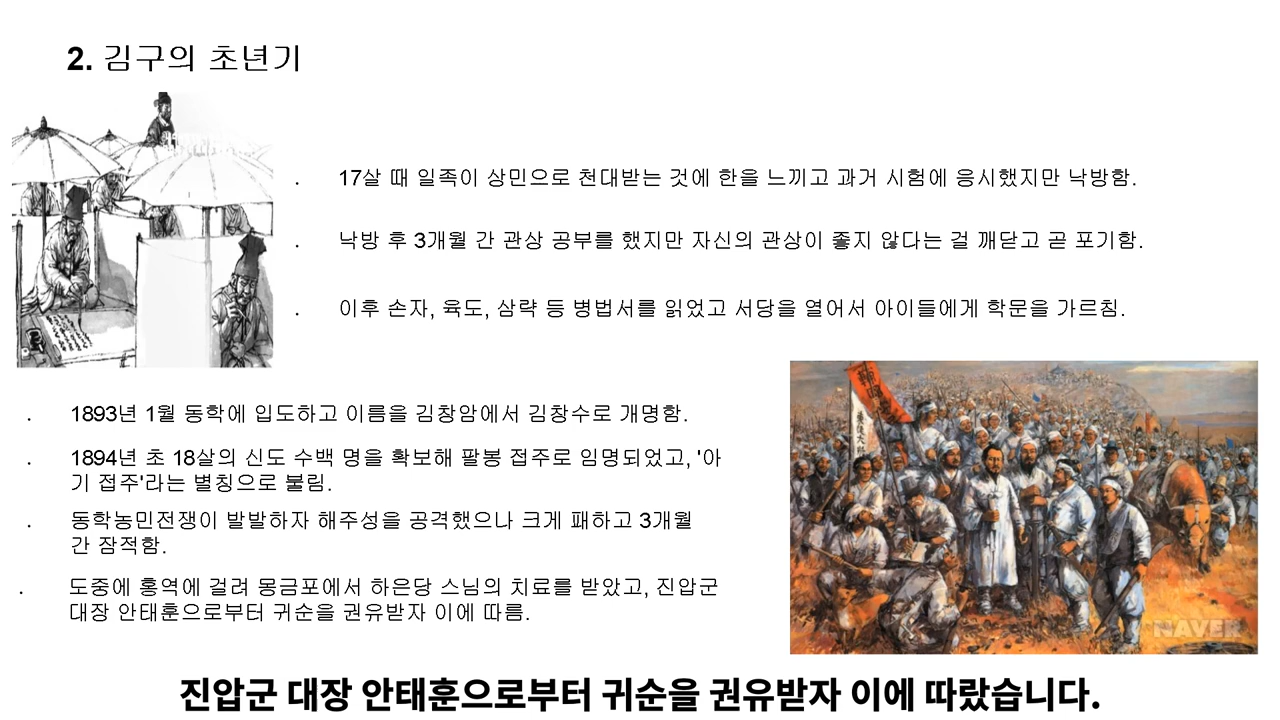 2. 김구의 초년기
. 17살 때 일족이 상민으로 천대받는 것에 한을 느끼고 과거 시험에 응시했지만 낙방함.
. 낙방 후 3개월 간 관상 공부를 했지만 자신의 관상이 좋지 않다는 걸 깨닫고 곧 포기함.
. 이후 손자, 육도, 삼략 등 병법서를 읽었고 서당을 열어서 아이들에게 학문을 가르침.
. 1893년 1월 동학에 입도하고 이름을 김창암에서 김창수로 개명함.
. 1894년 초 18살의 신도 수백 명을 확보해 팔봉 접주로 임명되었고, '아
기 접주'라는 별칭으로 불림.
. 동학농민전쟁이 발발하자 해주성을 공격했으나 크게 패하고 3개월
간 잠적함.
. 도중에 홍역에 걸려 몽금포에서 하은당 스님의 치료를 받았고, 진압군
대장 안태훈으로부터 귀순을 권유받자 이에 따름.
NAVER
진압군 대장 안태훈으로부터 귀순을 권유받자 이에 따랐습니다.